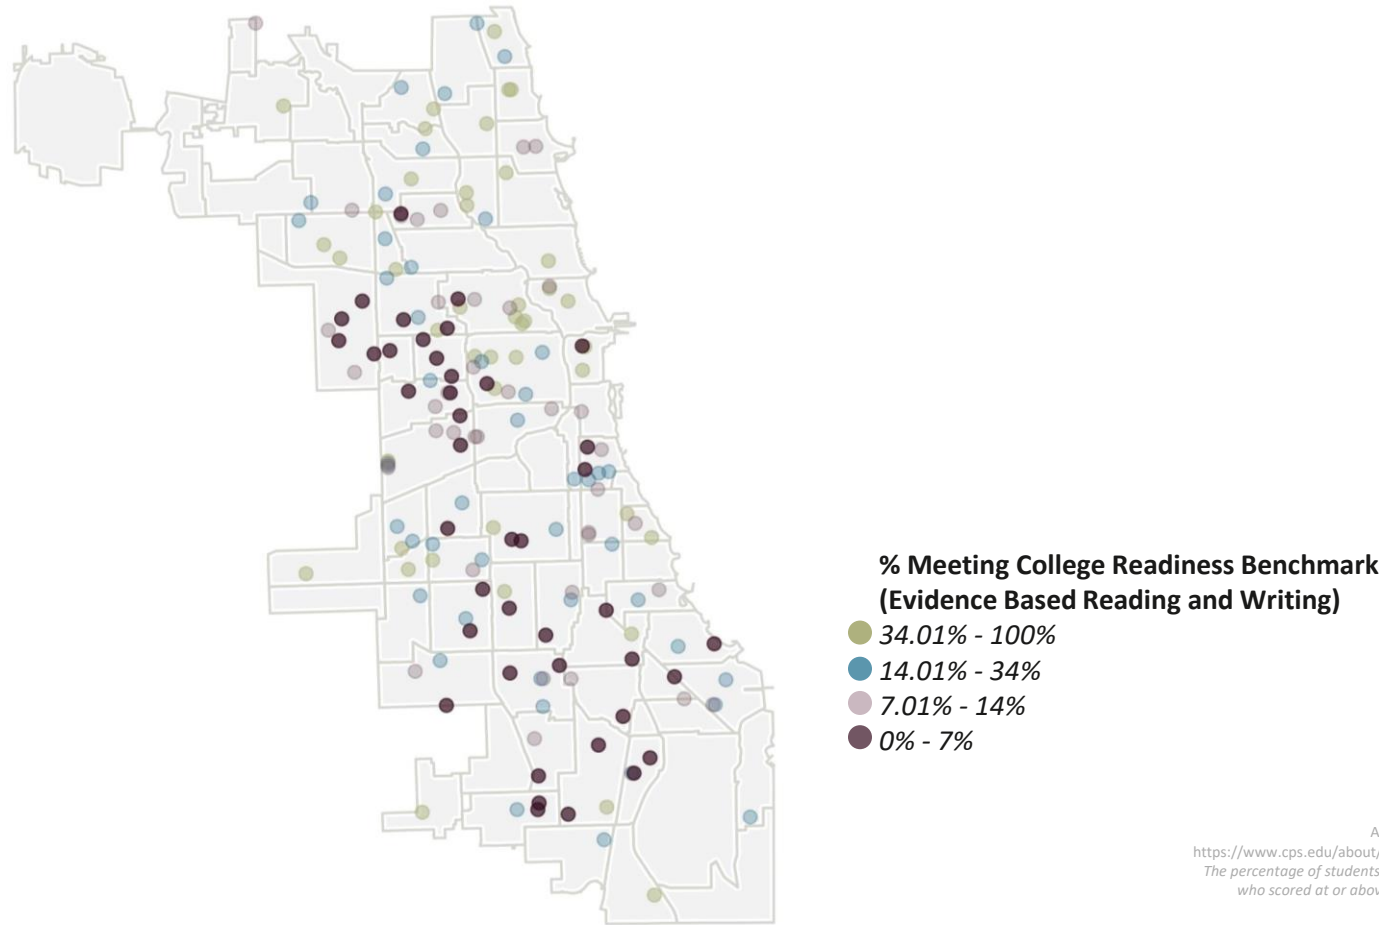 % Meeting College Readiness Benchmark
(Evidence Based Reading and Writing)
34.01% - 100%
14.01% - 34%
7.01% - 14%
0% - 7%
A
https://www.cps.edu/about/
The percentage of students
who scored at or abov